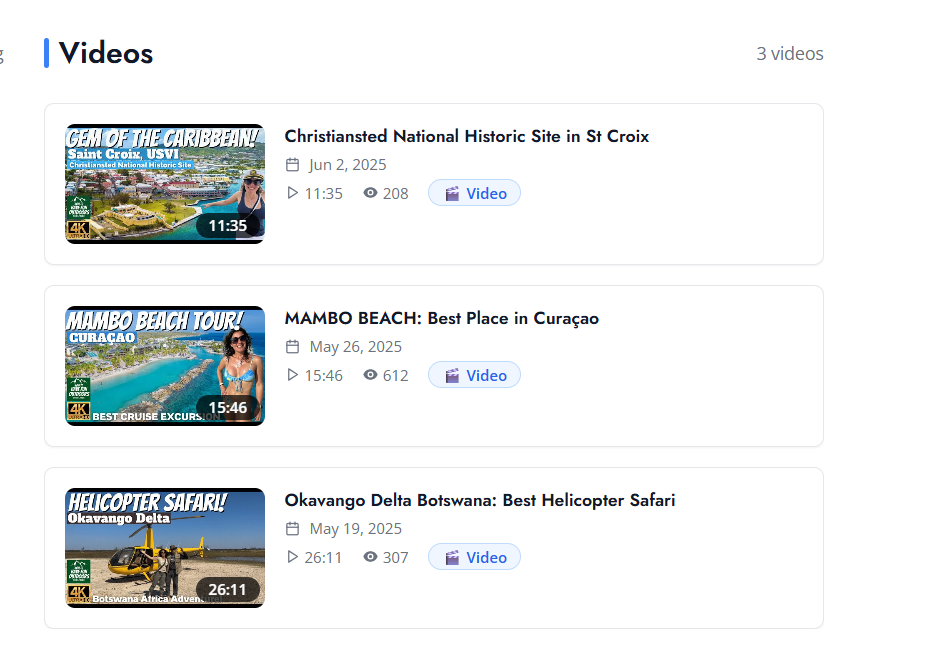 g
Videos
3 videos
GEM OF THE CARIBBEAN!
Saint Croix, USVI
Christiansted National Historic Site
4K
11:35
Christiansted National Historic Site in St Croix
Jun 2, 2025
11:35 208 Video
MAMBO BEACH TOUR!
CURAÇAO
OUTDOORS
4K
BEST CRUISE EXCURSION
15:46
MAMBO BEACH: Best Place in Curaçao
May 26, 2025
15:46 612 Video
HELICOPTER SAFARI!
Okavango Delta
OUTDOORS
4K
Botswana Africa
26:11
Okavango Delta Botswana: Best Helicopter Safari
May 19, 2025
26:11 307 Video